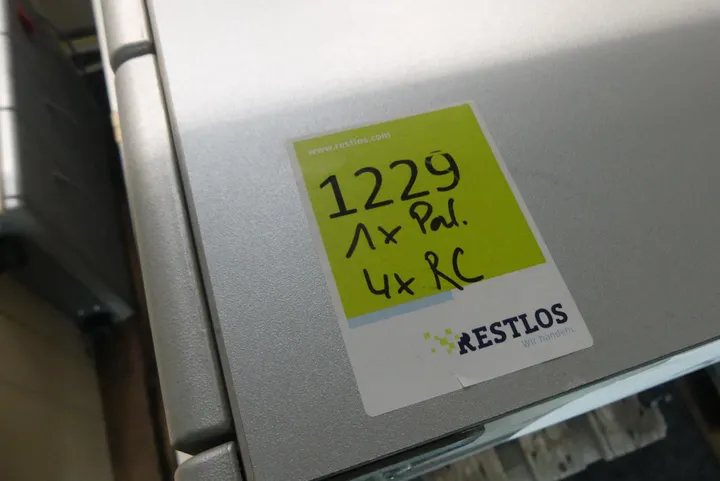 www.restlos.com
1229
1x Pal.
4x RC
RESTLOS
Wir handeln.